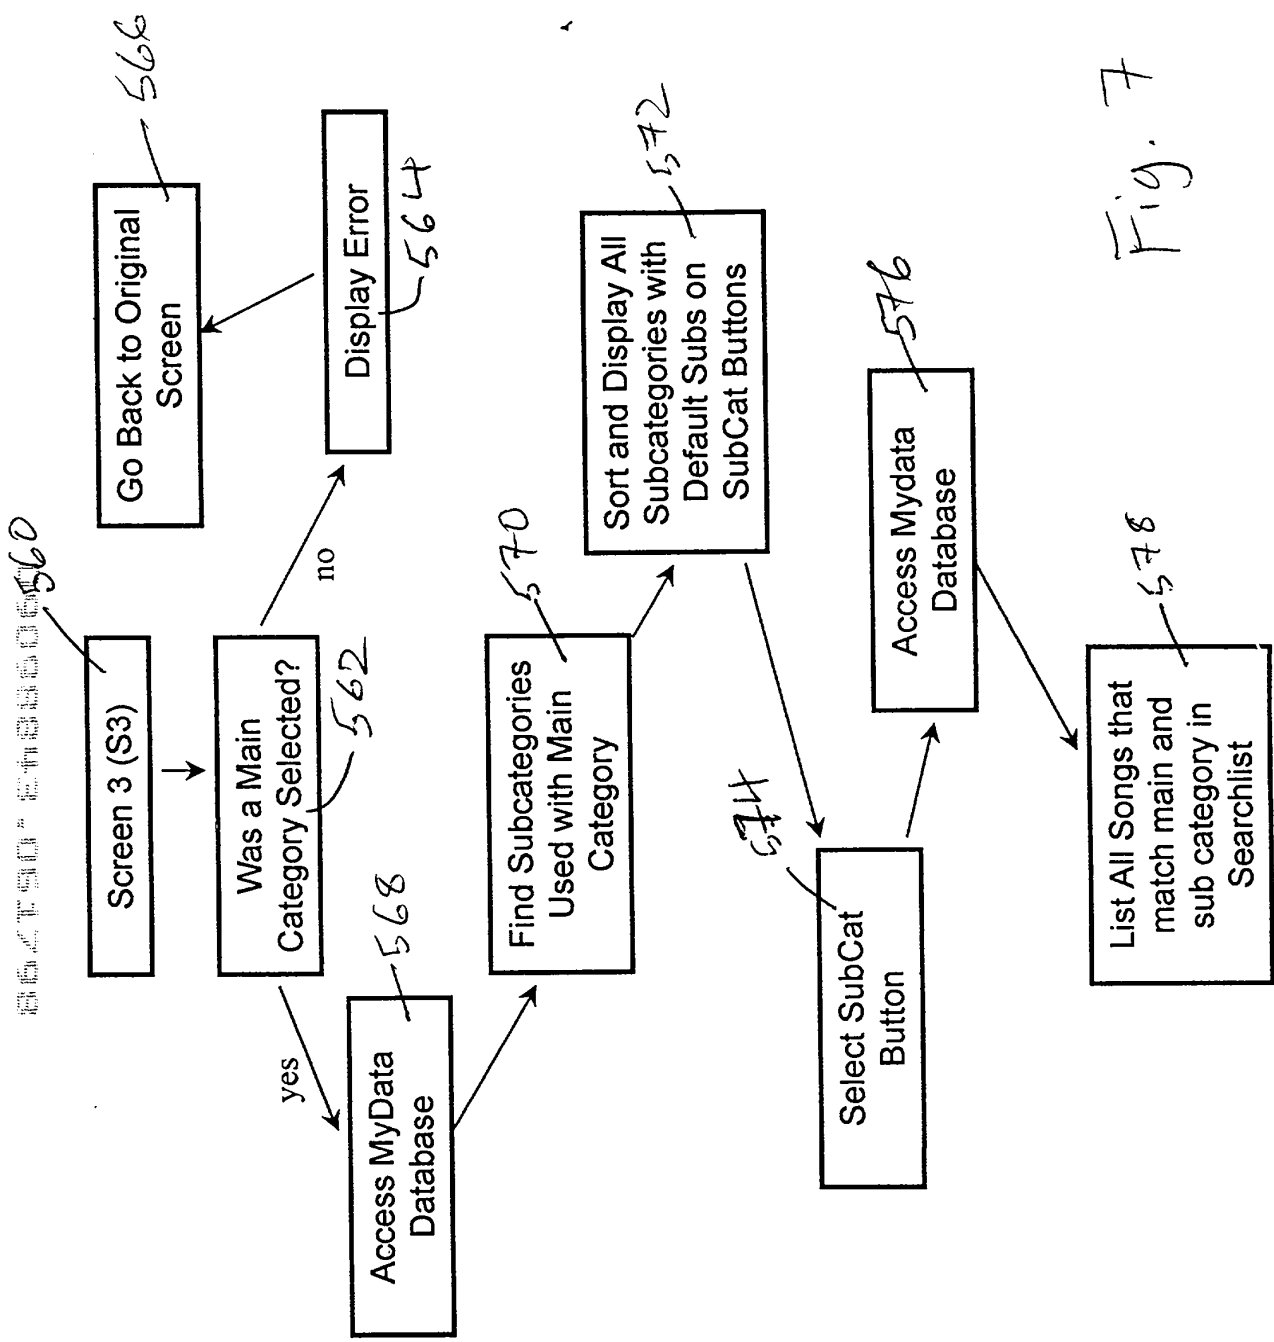 560
Screen 3 (S3)
Was a Main
Category Selected?
562
no
Display Error
564
Go Back to Original
Screen
566
yes
Access MyData
Database
568
Find Subcategories
Used with Main
Category
570
Sort and Display All
Subcategories with
Default Subs on
SubCat Buttons
572
Select SubCat
Button
574
Access Mydata
Database
576
List All Songs that
match main and
sub category in
Searchlist
578
Fig. 7